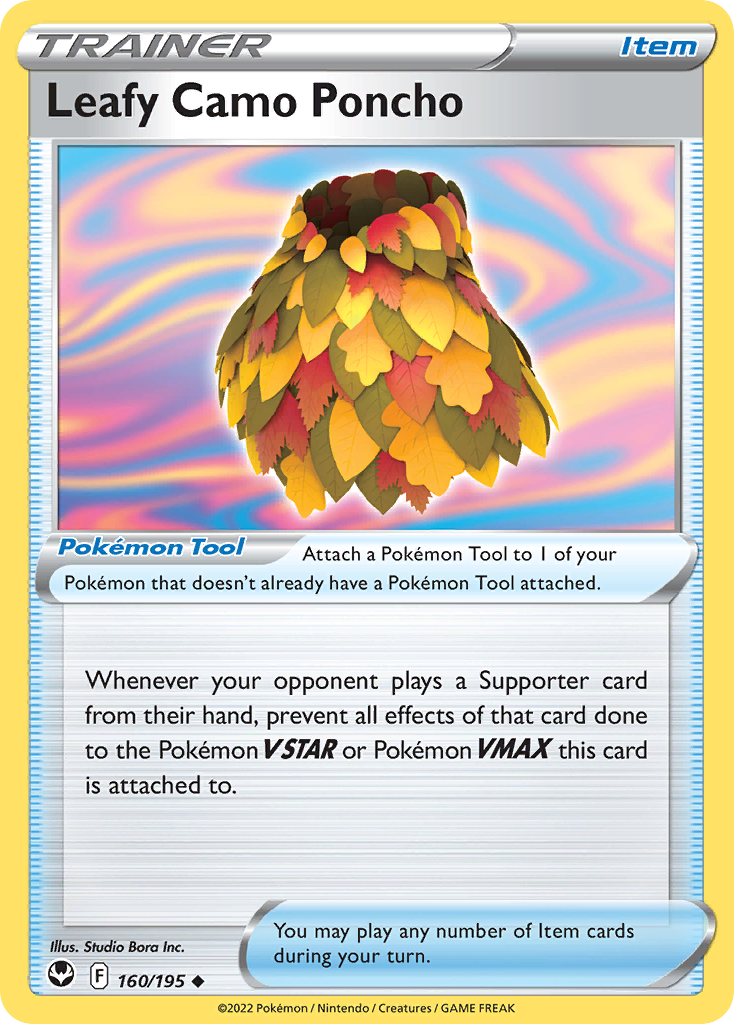 TRAINER
Item
Leafy Camo Poncho
Pokémon Tool
Attach a Pokémon Tool to 1 of your
Pokémon that doesn't already have a Pokémon Tool attached.
Whenever your opponent plays a Supporter card
from their hand, prevent all effects of that card done
to the Pokémon VSTAR or Pokémon VMAX this card
is attached to.
You may play any number of Item cards
during your turn.
Illus. Studio Bora Inc.
F 160/195
©2022 Pokémon / Nintendo / Creatures / GAME FREAK